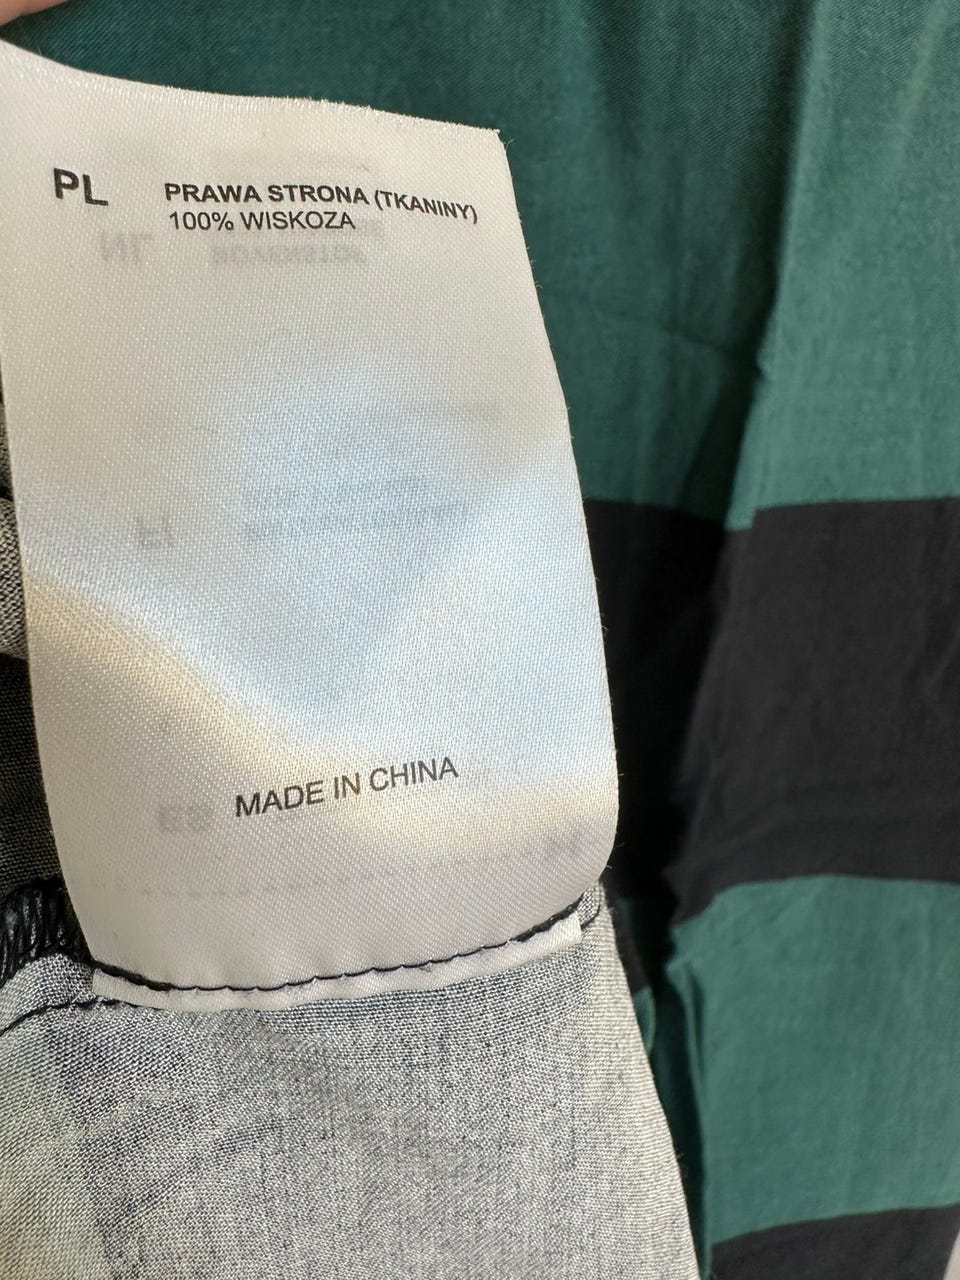 PL
PRAWA STRONA (TKANINY)
100% WISKOZA
MADE IN CHINA